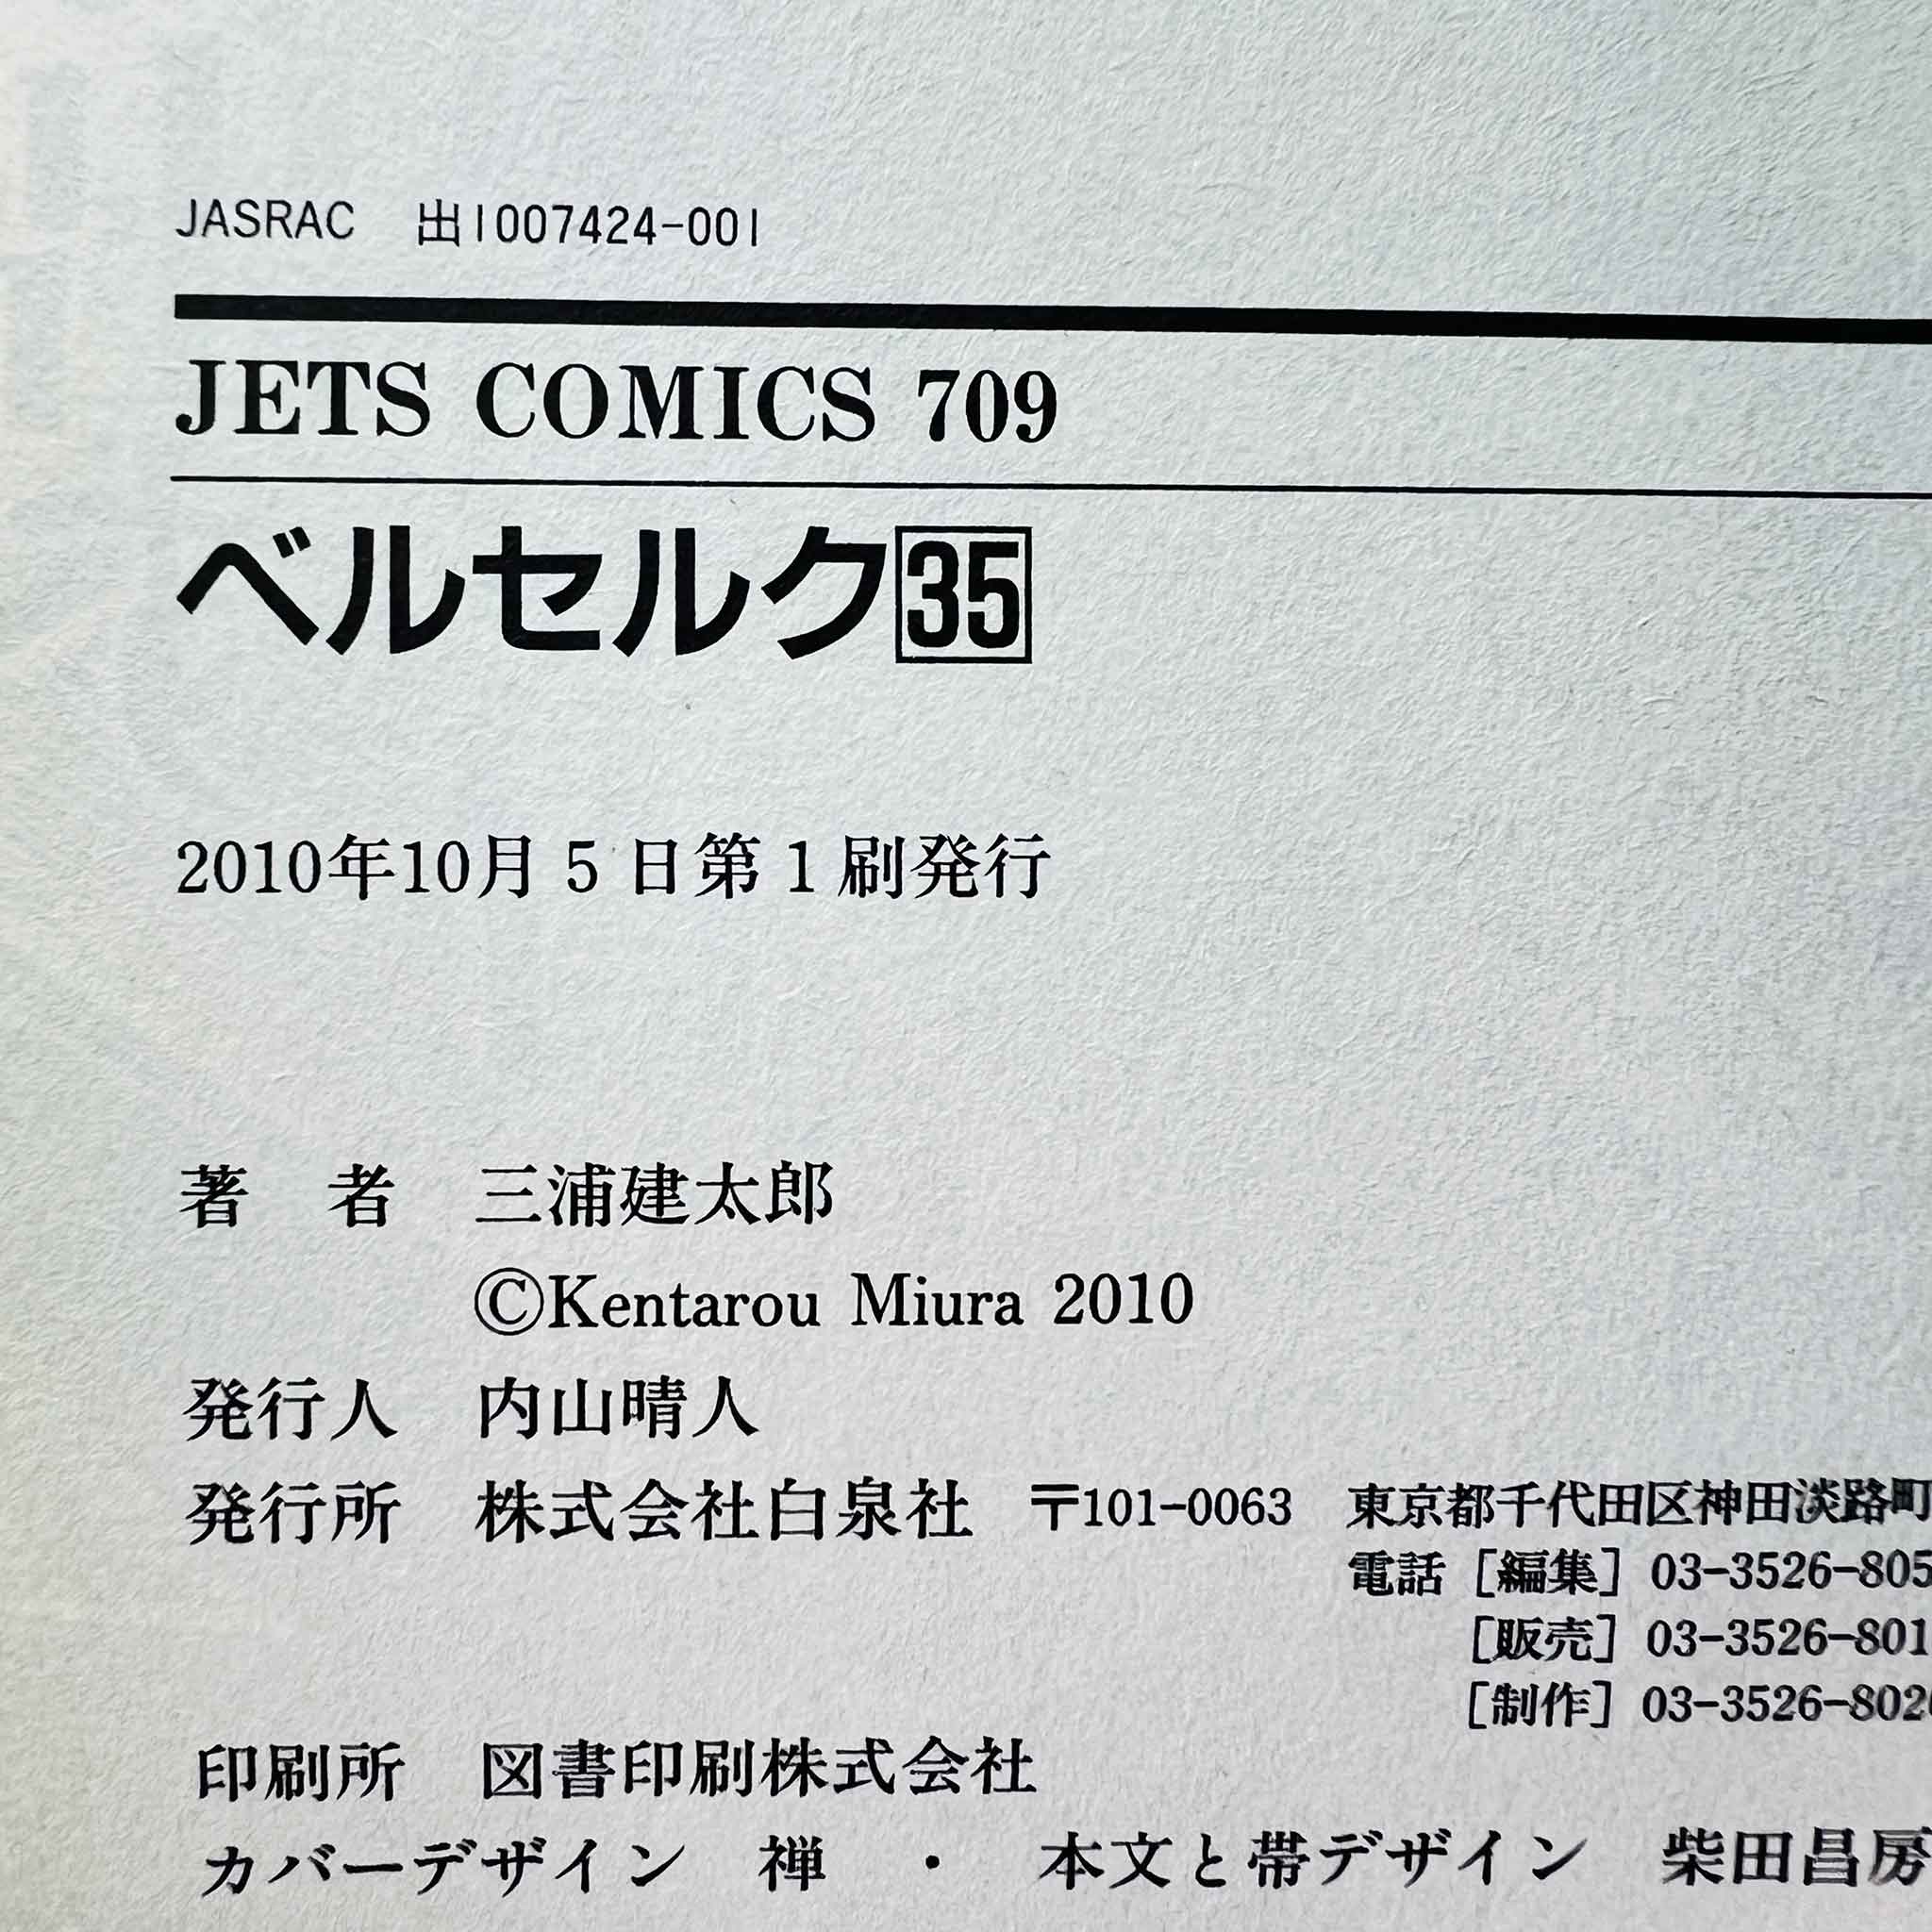 JASRAC 出1007424-001
JETS COMICS 709
ベルセルク35
2010年10月5日第1刷発行
著者 三浦建太郎
©Kentarou Miura 2010
発行人 内山晴人
発行所 株式会社白泉社 〒101-0063 東京都千代田区神田淡路町
電話［編集］03-3526-805
［販売］03-3526-801
［制作］03-3526-802
印刷所 図書印刷株式会社
カバーデザイン 禅 ・ 本文と帯デザイン 柴田昌房